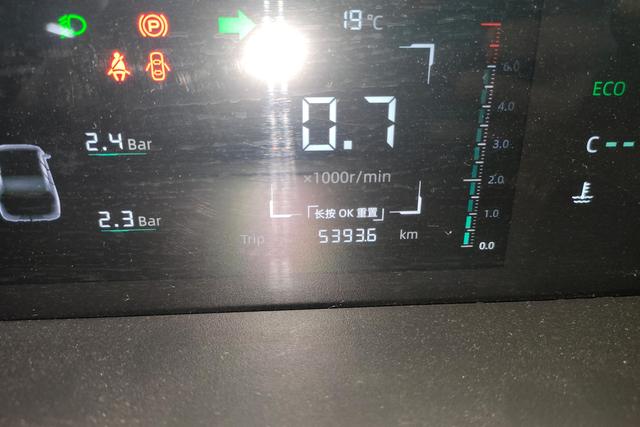 19 °C
6.0
ECO
4.0
0.7
2.4 Bar
3.0
C
×1000r/min
2.0
长按 OK 重置
1.0
2.3 Bar
Trip 5393.6 km
0.0